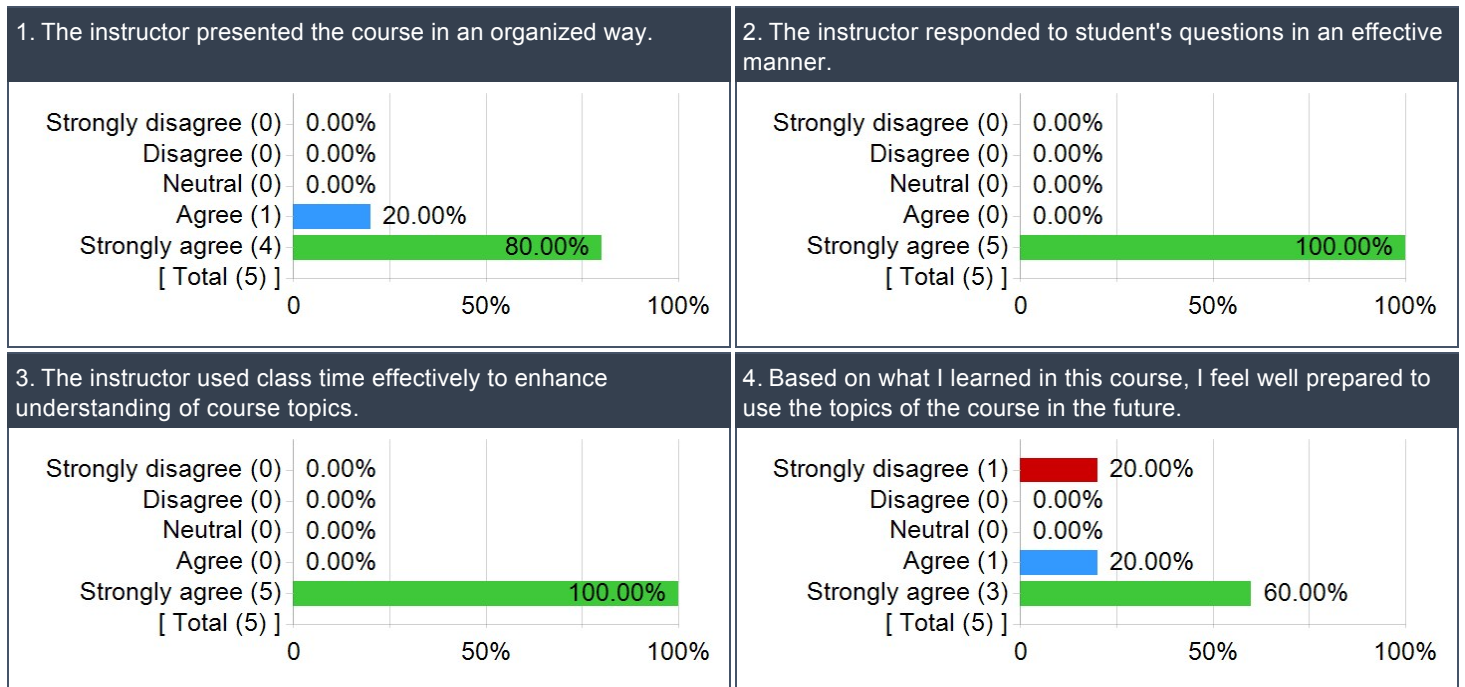 1. The instructor presented the course in an organized way.
Strongly disagree (0) 0.00%
Disagree (0) 0.00%
Neutral (0) 0.00%
Agree (1) 20.00%
Strongly agree (4) 80.00%
[ Total (5) ]
0 50% 100%
2. The instructor responded to student's questions in an effective
manner.
Strongly disagree (0) 0.00%
Disagree (0) 0.00%
Neutral (0) 0.00%
Agree (0) 0.00%
Strongly agree (5) 100.00%
[ Total (5) ]
0 50% 100%
3. The instructor used class time effectively to enhance
understanding of course topics.
Strongly disagree (0) 0.00%
Disagree (0) 0.00%
Neutral (0) 0.00%
Agree (0) 0.00%
Strongly agree (5) 100.00%
[ Total (5) ]
0 50% 100%
4. Based on what I learned in this course, I feel well prepared to
use the topics of the course in the future.
Strongly disagree (1) 20.00%
Disagree (0) 0.00%
Neutral (0) 0.00%
Agree (1) 20.00%
Strongly agree (3) 60.00%
[ Total (5) ]
0 50% 100%